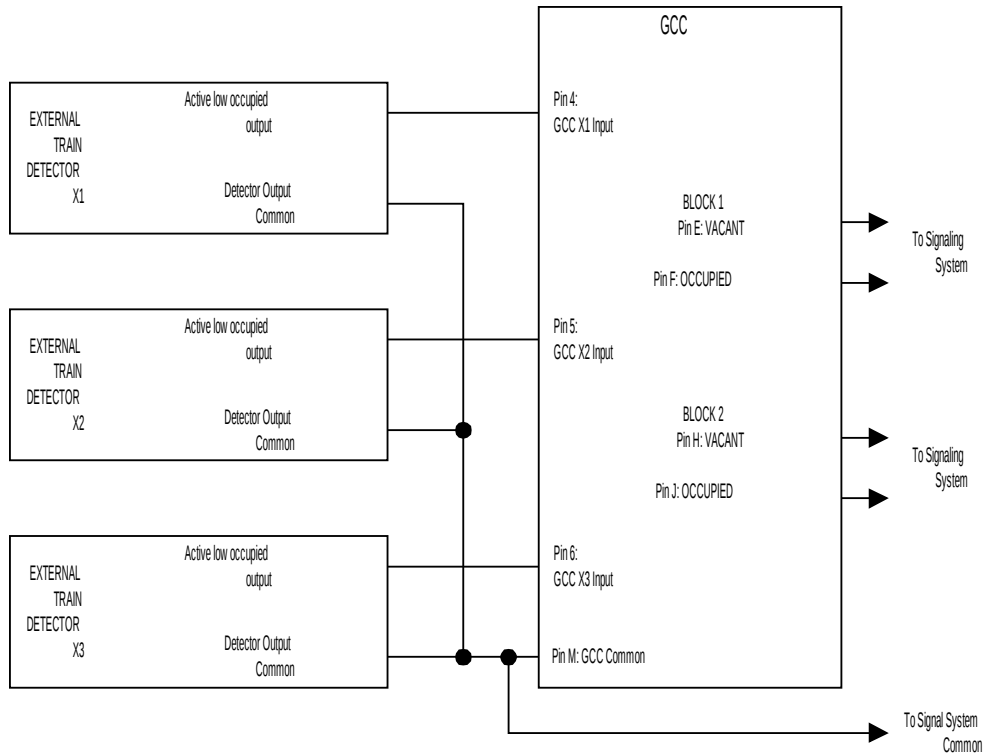 GCC
Active low occupied
output
EXTERNAL
TRAIN
DETECTOR
X1
Detector Output
Common
Pin 4:
GCC X1 Input
BLOCK 1
Pin E: VACANT
Pin F: OCCUPIED
To Signaling
System
Active low occupied
output
EXTERNAL
TRAIN
DETECTOR
X2
Detector Output
Common
Pin 5:
GCC X2 Input
BLOCK 2
Pin H: VACANT
Pin J: OCCUPIED
To Signaling
System
Active low occupied
output
EXTERNAL
TRAIN
DETECTOR
X3
Detector Output
Common
Pin 6:
GCC X3 Input
Pin M: GCC Common
To Signal System
Common